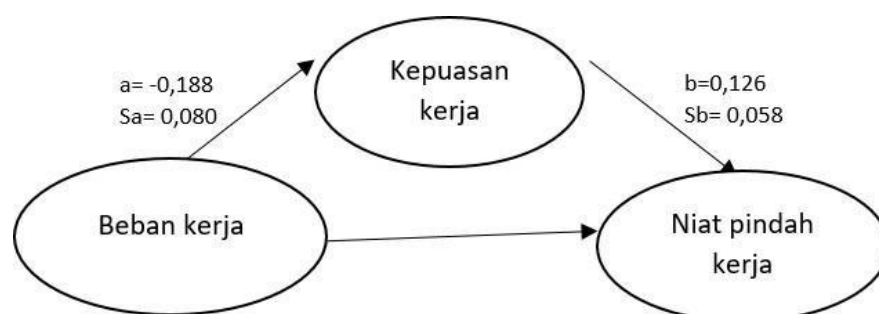 a= -0,188
Sa= 0,080
Kepuasan
kerja
b=0,126
Sb= 0,058
Beban kerja
Niat pindah
kerja